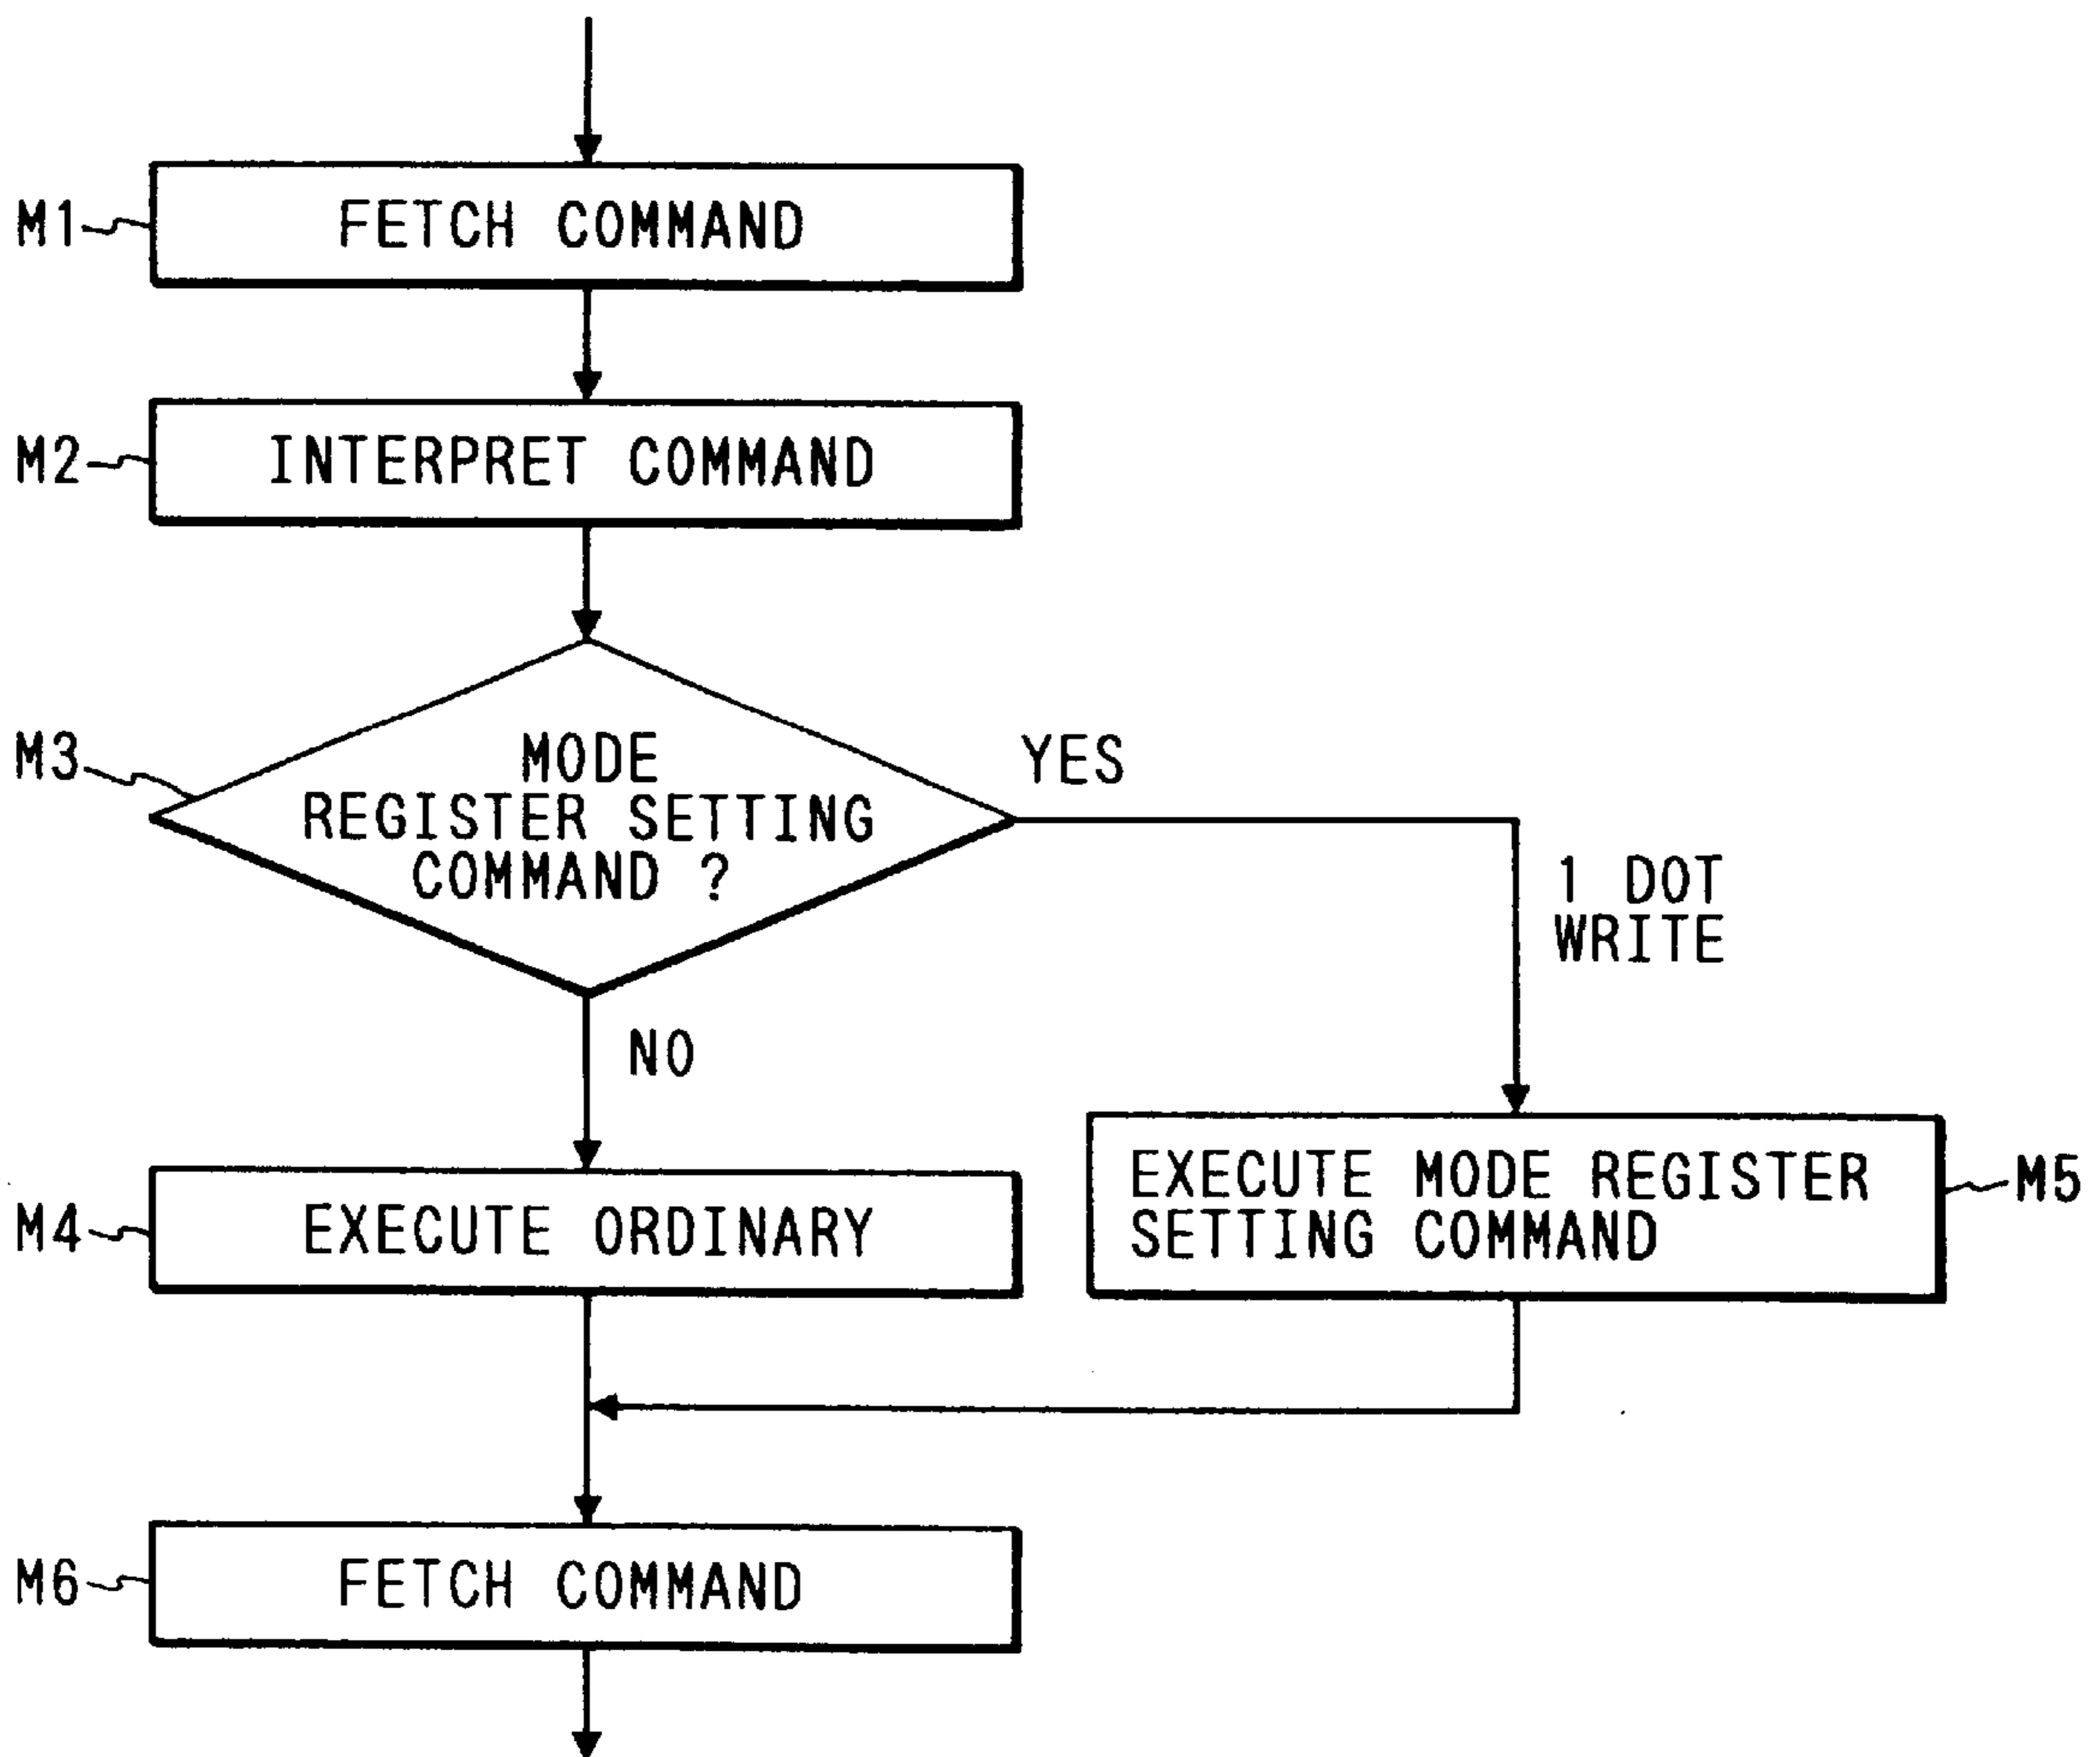 M1
FETCH COMMAND
M2
INTERPRET COMMAND
M3
MODE
REGISTER SETTING
COMMAND ?
YES
1 DOT
WRITE
NO
M4
EXECUTE ORDINARY
EXECUTE MODE REGISTER
SETTING COMMAND
M5
M6
FETCH COMMAND